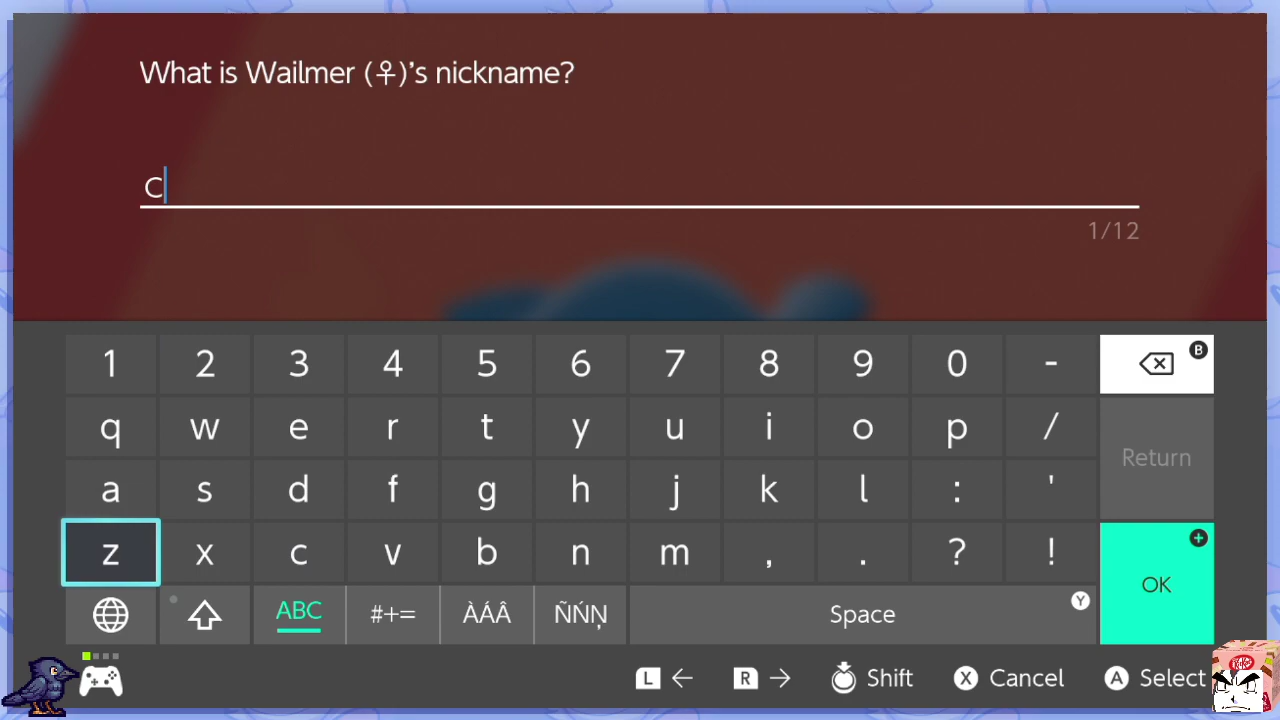 What is Wailmer (♀)'s nickname?
C
1/12
1 2 3 4 5 6 7 8 9 0 -
q w e r t y u i o p /
Return
a s d f g h j k l : '
z x c v b n m , . ? !
OK
ABC #+= ÀÁÂ ÑŃŅ Space
L ← R → Shift X Cancel A Select
B
+
Y
KitKat